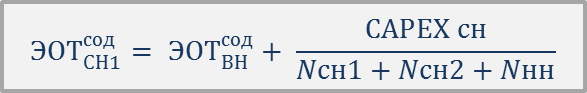 ЭОТ^сод_СН1 = ЭОТ^сод_ВН + CAPEX сн / (Nсн1 + Nсн2 + Nнн)